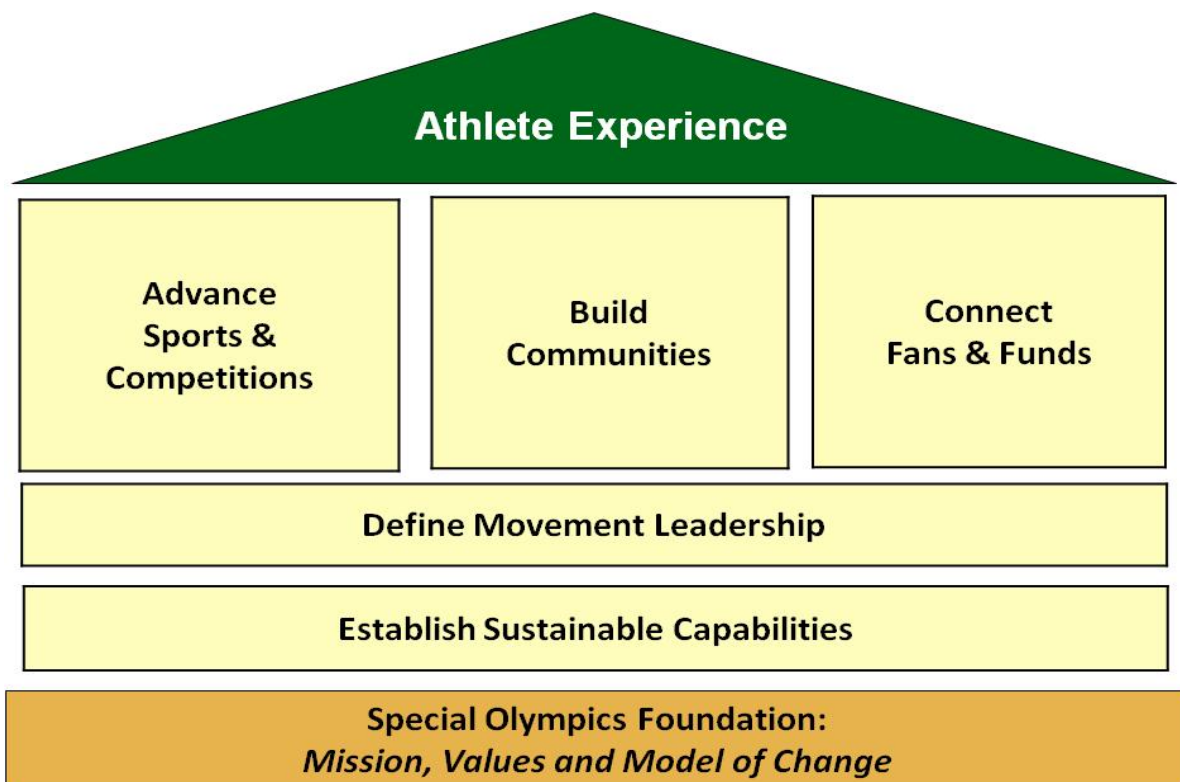 Athlete Experience
Advance
Sports &
Competitions
Build
Communities
Connect
Fans & Funds
Define Movement Leadership
Establish Sustainable Capabilities
Special Olympics Foundation:
Mission, Values and Model of Change